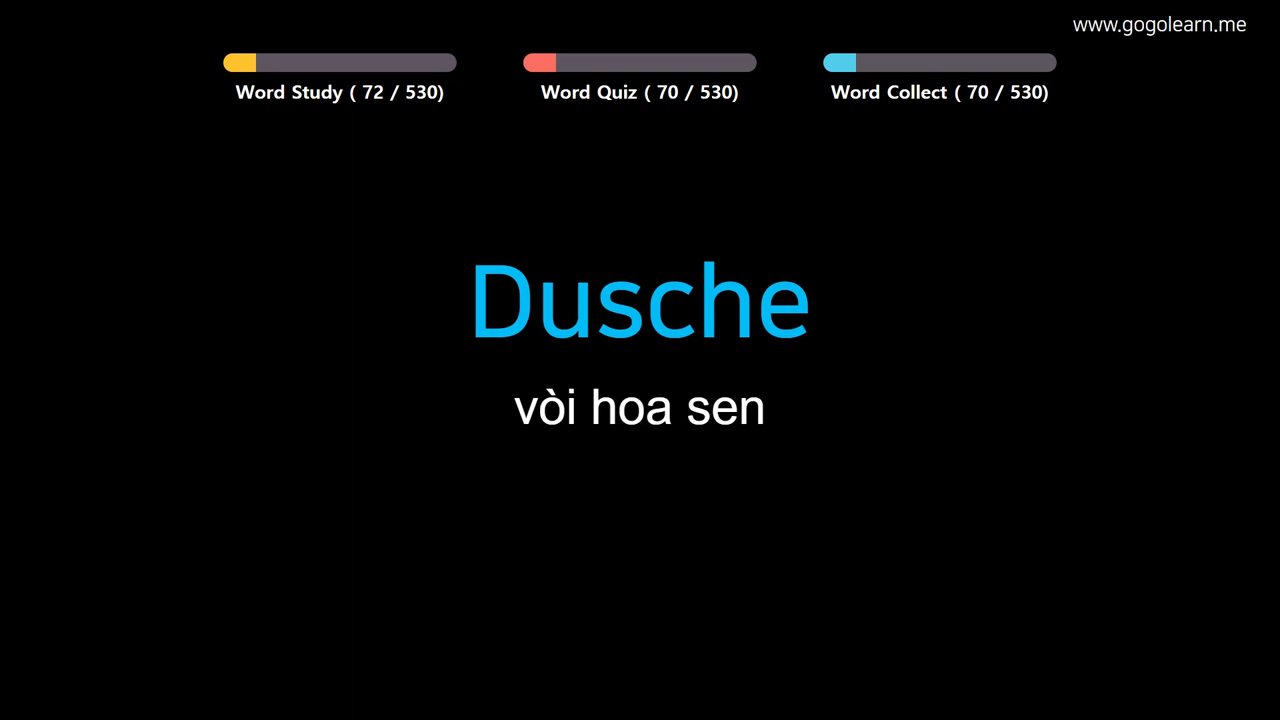 www.gogolearn.me
Word Study ( 72 / 530)
Word Quiz ( 70 / 530)
Word Collect ( 70 / 530)
Dusche
vòi hoa sen